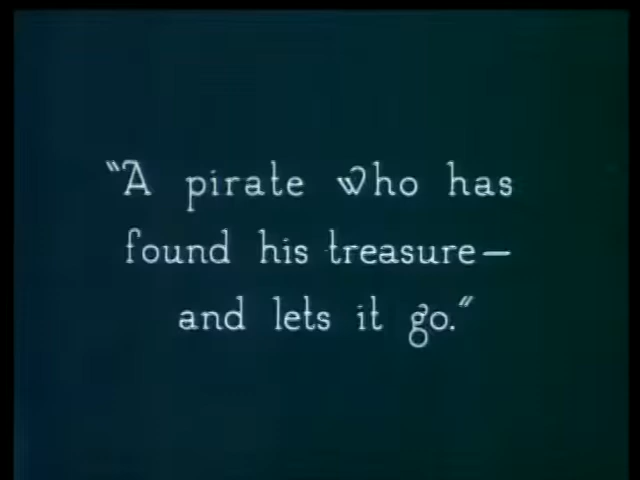 "A pirate who has
found his treasure—
and lets it go."